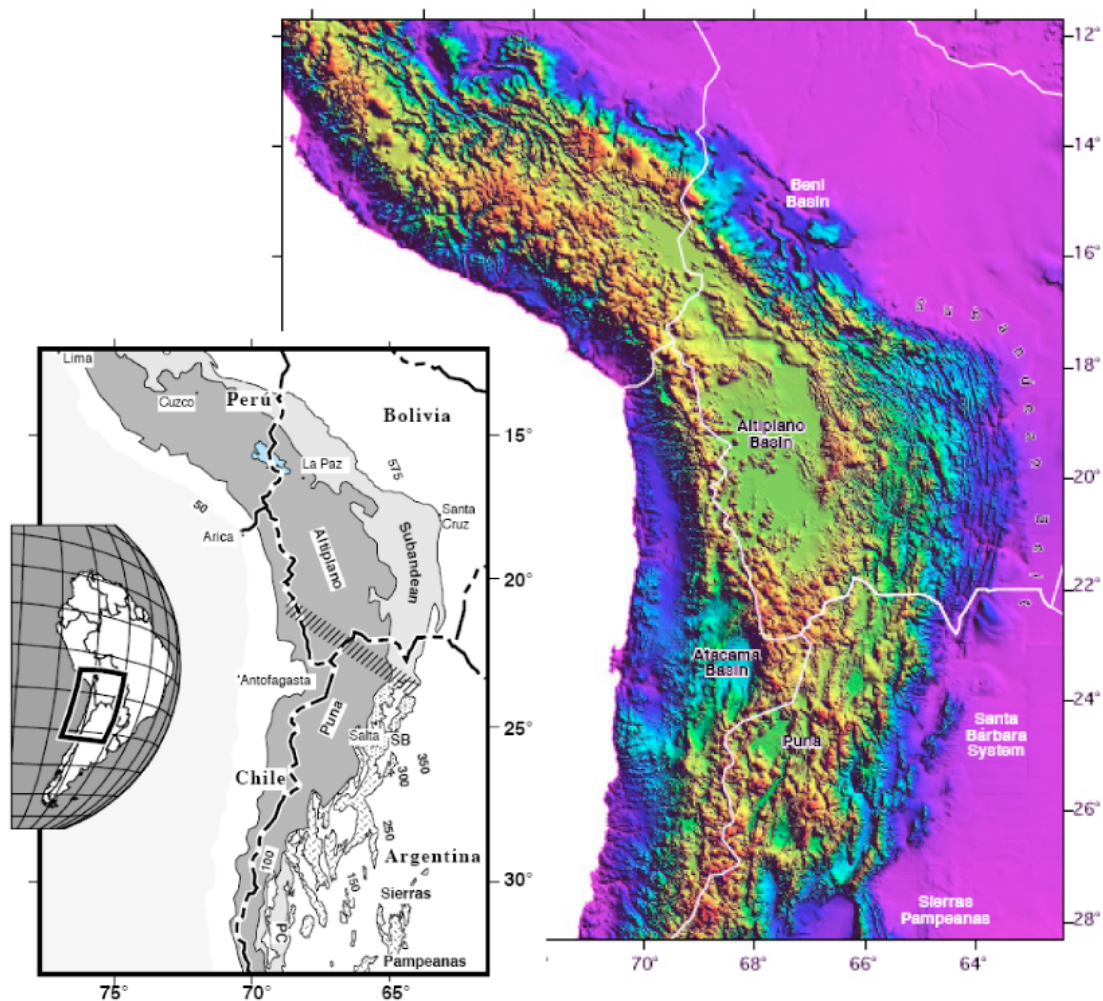 12°
14°
Beni
Basin
16°
S u b a n d e a n
18°
Altiplano
Basin
20°
22°
Atacama
Basin
24°
Santa
Bárbara
System
Puna
26°
Sierras
Pampeanas
28°
70°
68°
66°
64°
Lima
Cuzco
Perú
Bolivia
15°
La Paz
575
50
Santa
Cruz
Arica
Altiplano
Subandean
20°
Antofagasta
Puna
Salta
SB
25°
350
300
Chile
250
100
Argentina
150
30°
Sierras
PC
Pampeanas
75°
70°
65°